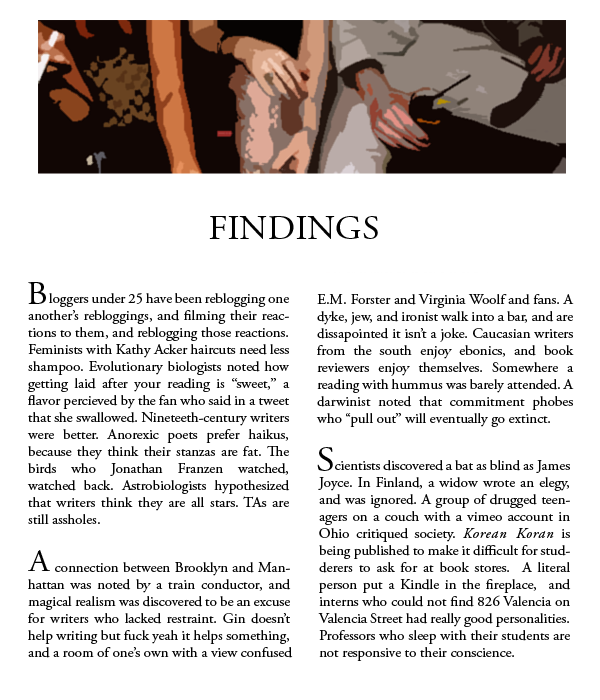 FINDINGS
Bloggers under 25 have been reblogging one
another's rebloggings, and filming their reac-
tions to them, and reblogging those reactions.
Feminists with Kathy Acker haircuts need less
shampoo. Evolutionary biologists noted how
getting laid after your reading is “sweet,” a
flavor percieved by the fan who said in a tweet
that she swallowed. Nineteeth-century writers
were better. Anorexic poets prefer haikus,
because they think their stanzas are fat. The
birds who Jonathan Franzen watched,
watched back. Astrobiologists hypothesized
that writers think they are all stars. TAs are
still assholes.
A connection between Brooklyn and Man-
hattan was noted by a train conductor, and
magical realism was discovered to be an excuse
for writers who lacked restraint. Gin doesn't
help writing but fuck yeah it helps something,
and a room of one's own with a view confused
E.M. Forster and Virginia Woolf and fans. A
dyke, jew, and ironist walk into a bar, and are
dissapointed it isn't a joke. Caucasian writers
from the south enjoy ebonics, and book
reviewers enjoy themselves. Somewhere a
reading with hummus was barely attended. A
darwinist noted that commitment phobes
who “pull out” will eventually go extinct.
Scientists discovered a bat as blind as James
Joyce. In Finland, a widow wrote an elegy,
and was ignored. A group of drugged teen-
agers on a couch with a vimeo account in
Ohio critiqued society. Korean Koran is
being published to make it difficult for stud-
derers to ask for at book stores. A literal
person put a Kindle in the fireplace, and
interns who could not find 826 Valencia on
Valencia Street had really good personalities.
Professors who sleep with their students are
not responsive to their conscience.